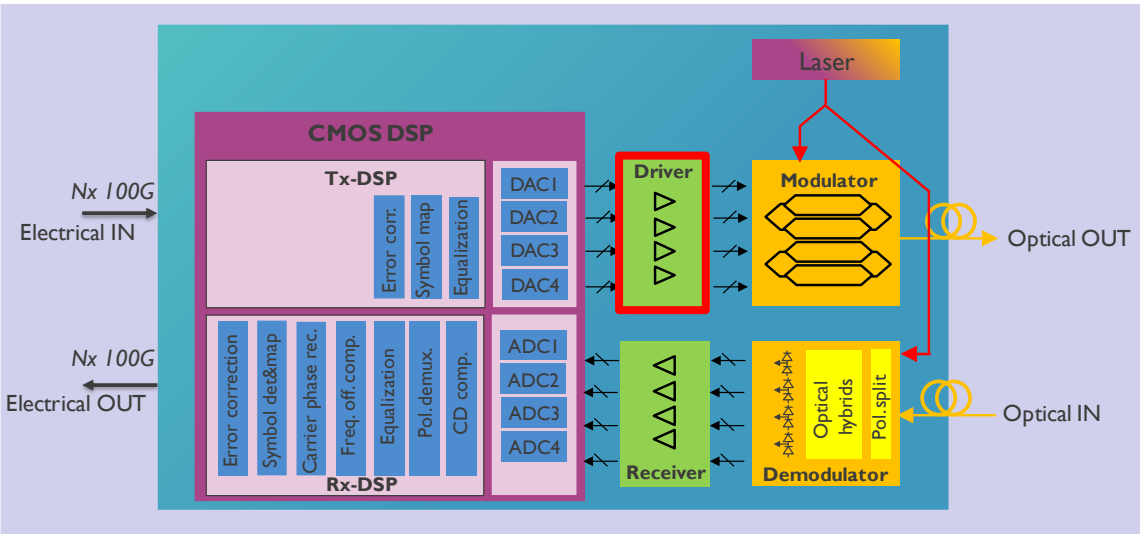 Laser
CMOS DSP
Tx-DSP
Error corr.
Symbol map
Equalization
DAC1
DAC2
DAC3
DAC4
Driver
Modulator
Nx 100G
Electrical IN
Optical OUT
Nx 100G
Electrical OUT
Error correction
Symbol det&map
Carrier phase rec.
Freq. off. comp.
Equalization
Pol. demux.
CD comp.
Rx-DSP
ADC1
ADC2
ADC3
ADC4
Receiver
Optical
hybrids
Pol. split
Demodulator
Optical IN